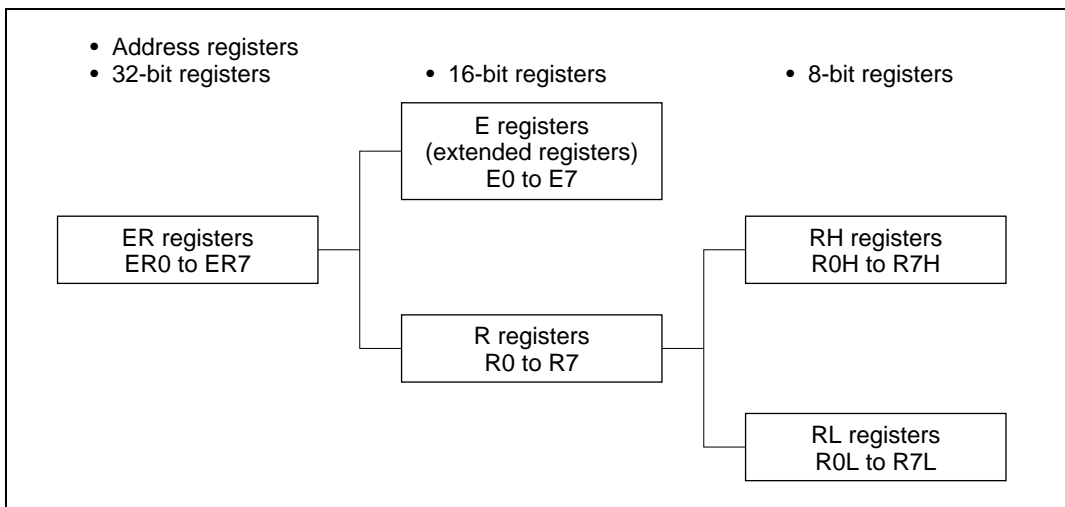 • Address registers
• 32-bit registers
• 16-bit registers
• 8-bit registers
E registers
(extended registers)
E0 to E7
ER registers
ER0 to ER7
RH registers
R0H to R7H
R registers
R0 to R7
RL registers
R0L to R7L